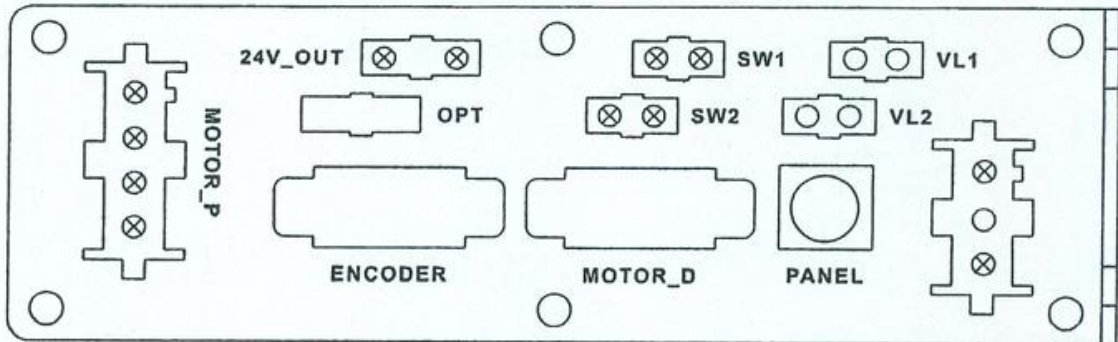 24V_OUT
SW1
VL1
OPT
SW2
VL2
MOTOR_P
ENCODER
MOTOR_D
PANEL